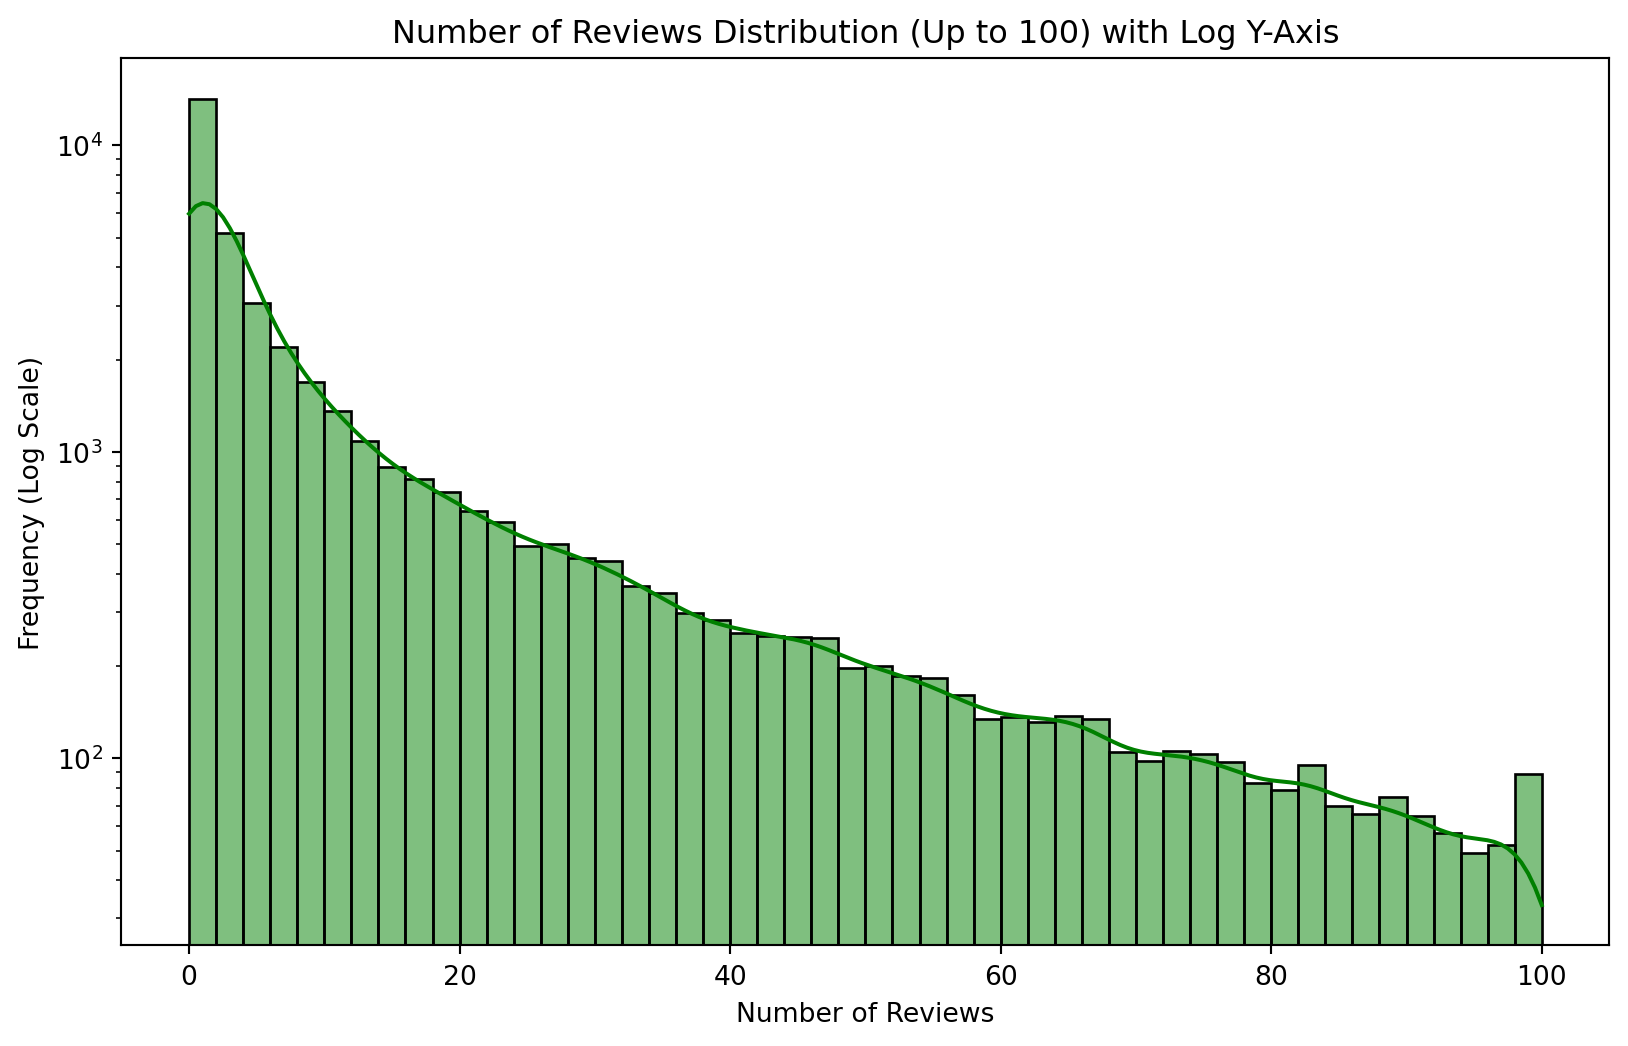 Number of Reviews Distribution (Up to 100) with Log Y-Axis
Frequency (Log Scale)
10⁴
10³
10²
0 20 40 60 80 100
Number of Reviews